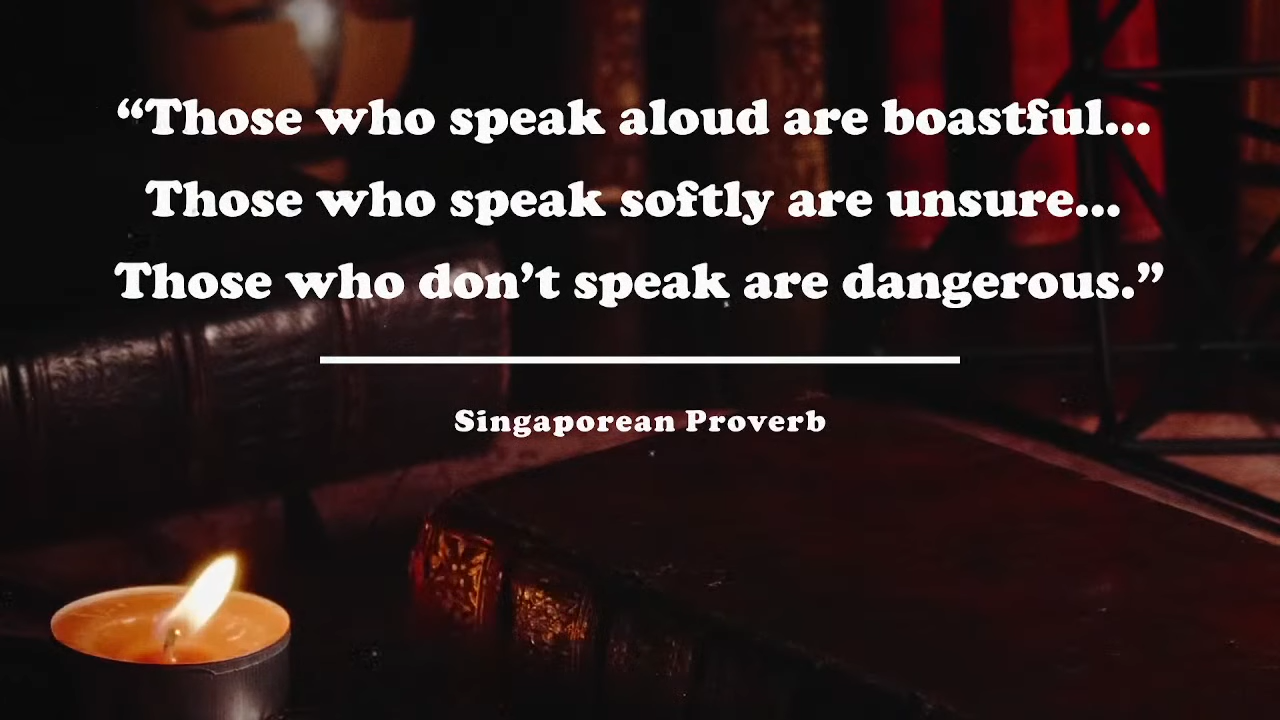 “Those who speak aloud are boastful...
Those who speak softly are unsure...
Those who don’t speak are dangerous.”
Singaporean Proverb